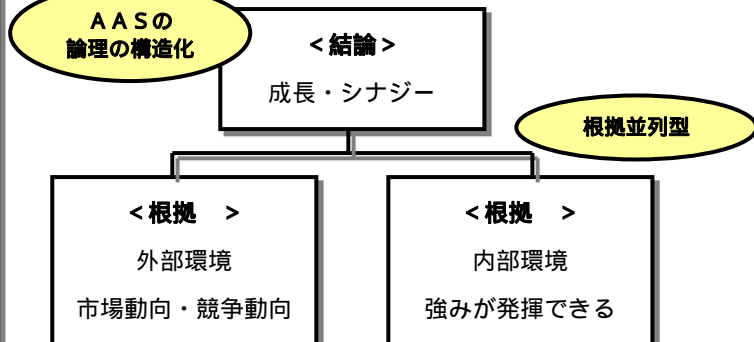 ＡＡＳの
論理の構造化
＜結論＞
成長・シナジー
根拠並列型
＜根拠　＞
外部環境
市場動向・競争動向
＜根拠　＞
内部環境
強みが発揮できる